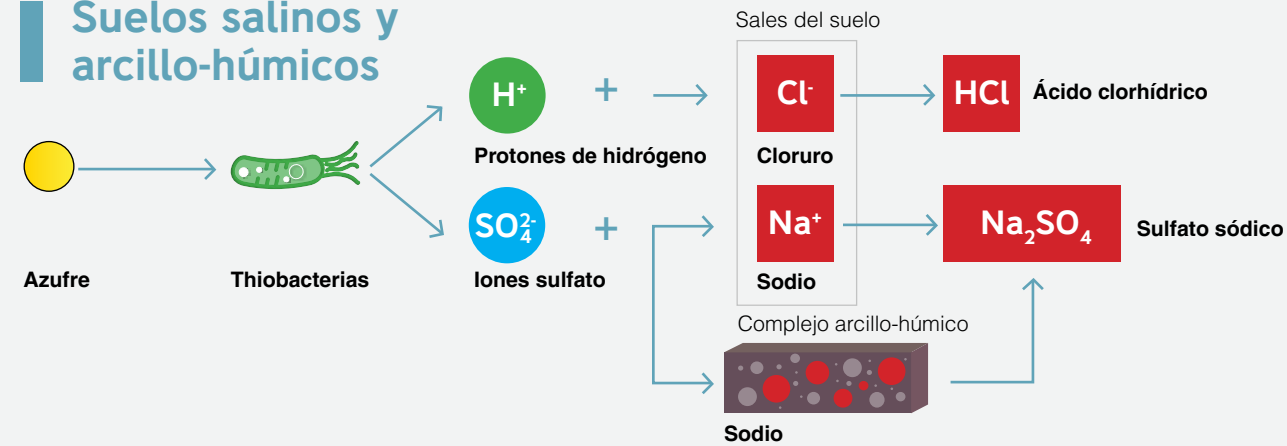 Suelos salinos y
arcillo-húmicos
Sales del suelo
H⁺
+
Cl⁻
HCl
Ácido clorhídrico
Protones de hidrógeno
Cloruro
SO₄²⁻
+
Na⁺
Na₂SO₄
Sulfato sódico
Azufre
Thiobacterias
Iones sulfato
Sodio
Complejo arcillo-húmico
Sodio